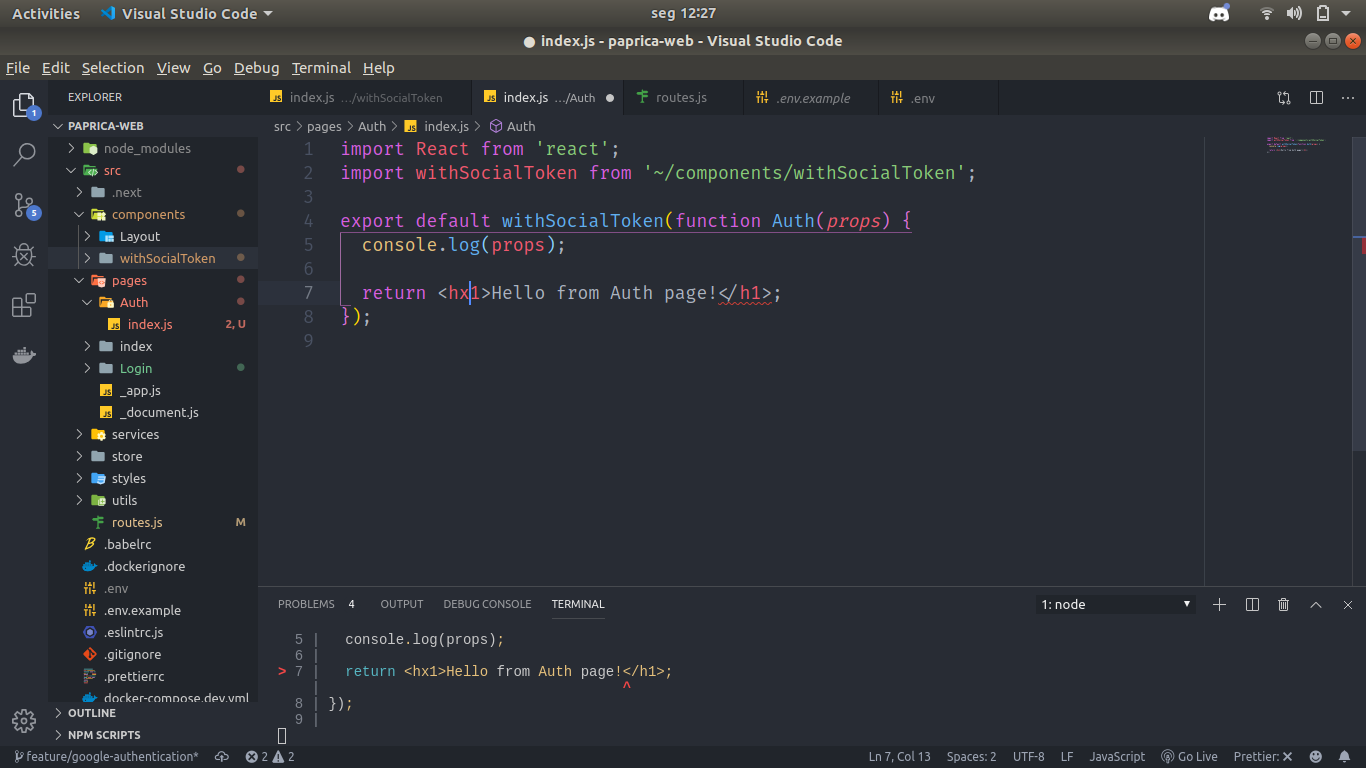 Activities Visual Studio Code seg 12:27
index.js - paprica-web - Visual Studio Code
File Edit Selection View Go Debug Terminal Help
EXPLORER
index.js .../withSocialToken index.js .../Auth routes.js .env.example .env
1
PAPRICA-WEB
src pages Auth index.js Auth
node_modules
src
.next
components
Layout
withSocialToken
pages
Auth
index.js 2, U
index
Login
_app.js
_document.js
services
store
styles
utils
routes.js M
.babelrc
.dockerignore
.env
.env.example
.eslintrc.js
.gitignore
.prettierrc
docker-compose.dev.yml
OUTLINE
NPM SCRIPTS
5
1 import React from 'react';
2 import withSocialToken from '~/components/withSocialToken';
3
4 export default withSocialToken(function Auth(props) {
5 console.log(props);
6
7 return <hx1>Hello from Auth page!</h1>;
8 });
9
PROBLEMS 4 OUTPUT DEBUG CONSOLE TERMINAL 1: node
5 | console.log(props);
6 |
> 7 | return <hx1>Hello from Auth page!</h1>;
| ^
8 | });
9 |
feature/google-authentication* 2 2 Ln 7, Col 13 Spaces: 2 UTF-8 LF JavaScript Go Live Prettier: ✕